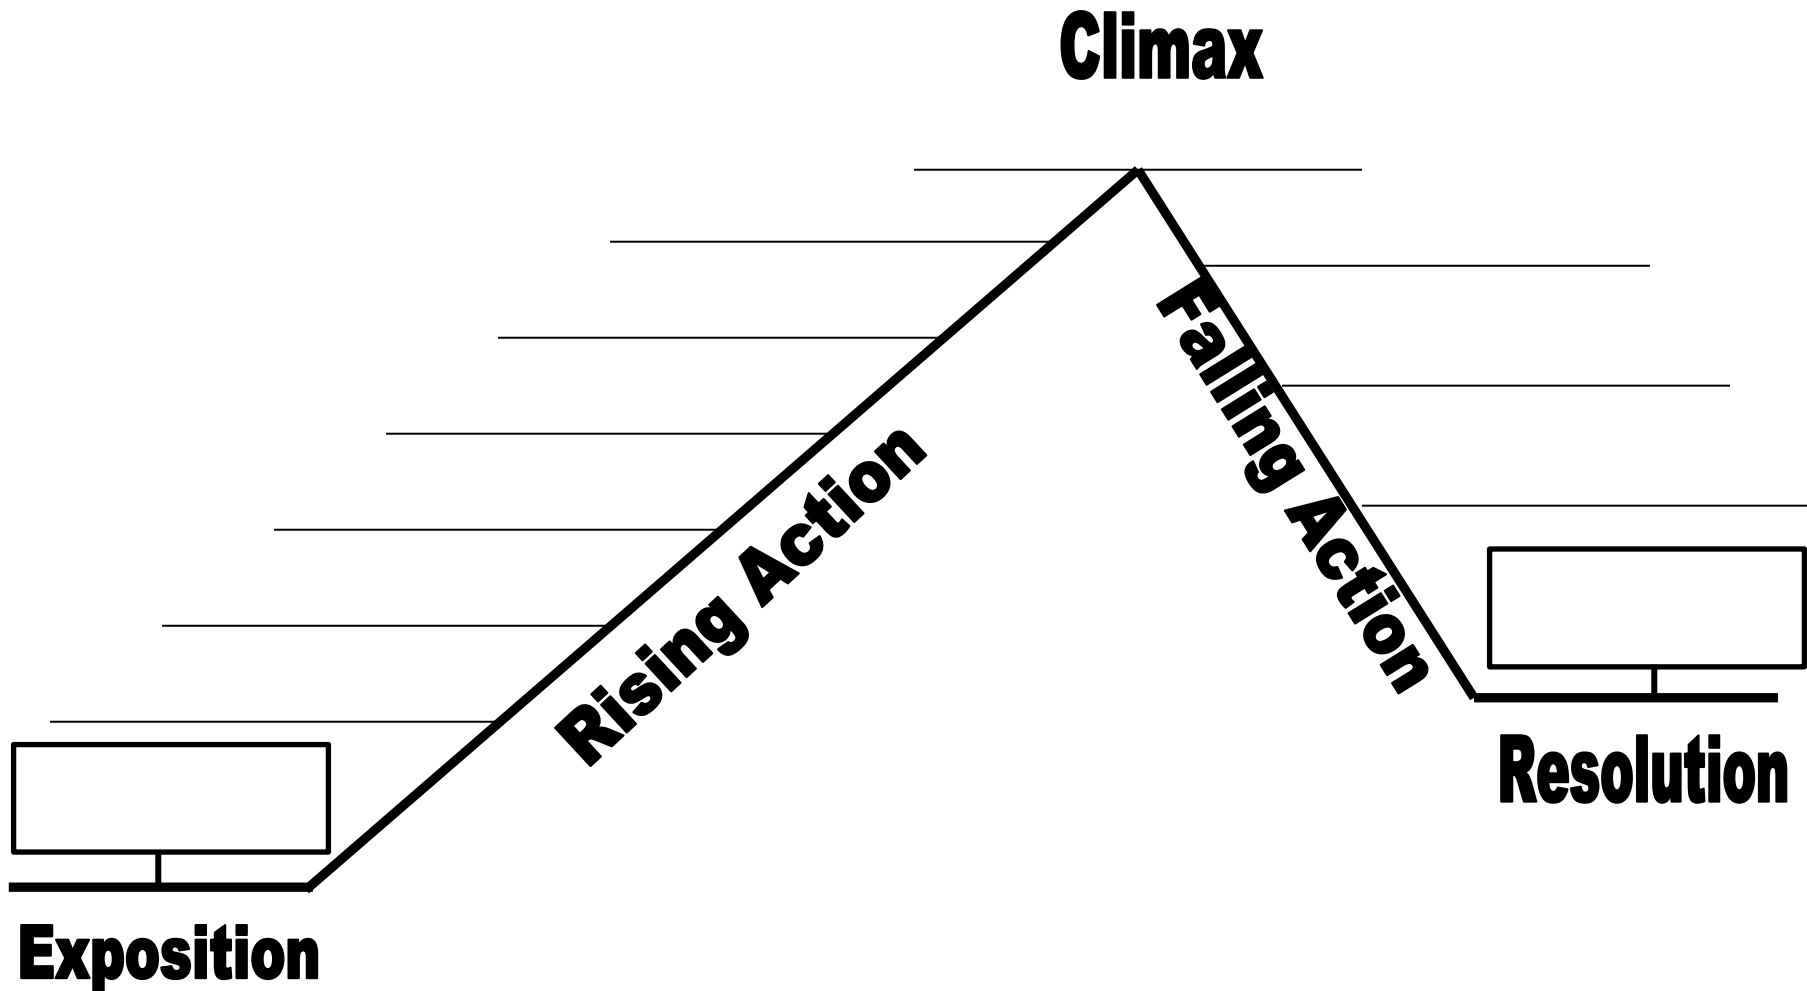 Climax
Rising Action
Falling Action
Resolution
Exposition